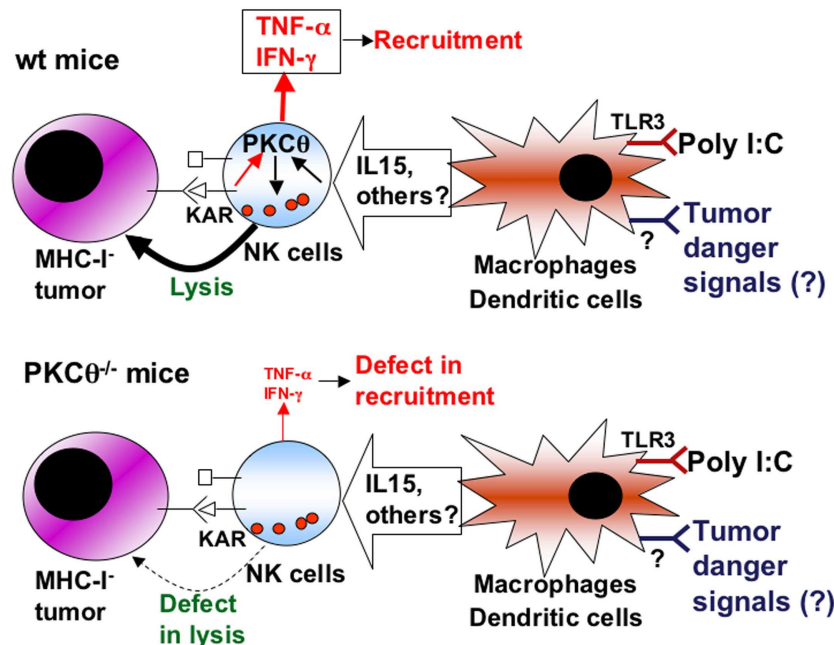 wt mice
TNF-α
IFN-γ
Recruitment
PKCθ
KAR
NK cells
MHC-I⁻
tumor
Lysis
IL15,
others?
TLR3
Poly I:C
?
Tumor
danger
signals (?)
Macrophages
Dendritic cells
PKCθ⁻/⁻ mice
TNF-α
IFN-γ
Defect in
recruitment
KAR
NK cells
MHC-I⁻
tumor
Defect
in lysis
IL15,
others?
TLR3
Poly I:C
?
Tumor
danger
signals (?)
Macrophages
Dendritic cells